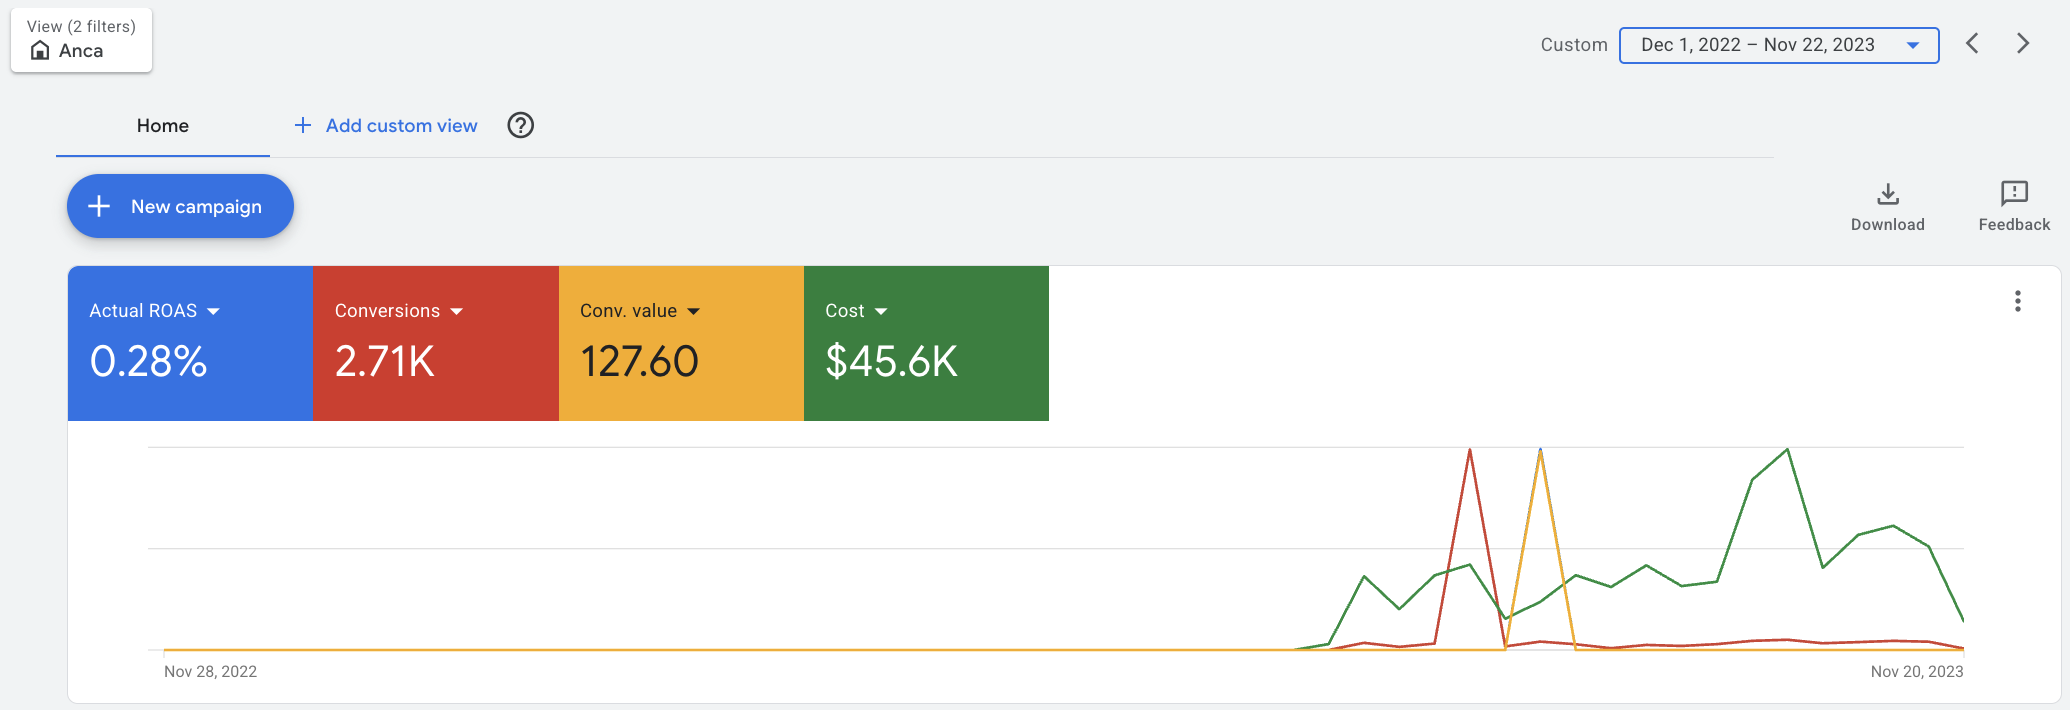 View (2 filters)
Anca
Custom
Dec 1, 2022 – Nov 22, 2023
Home
Add custom view
New campaign
Download
Feedback
Actual ROAS
0.28%
Conversions
2.71K
Conv. value
127.60
Cost
$45.6K
Nov 28, 2022
Nov 20, 2023